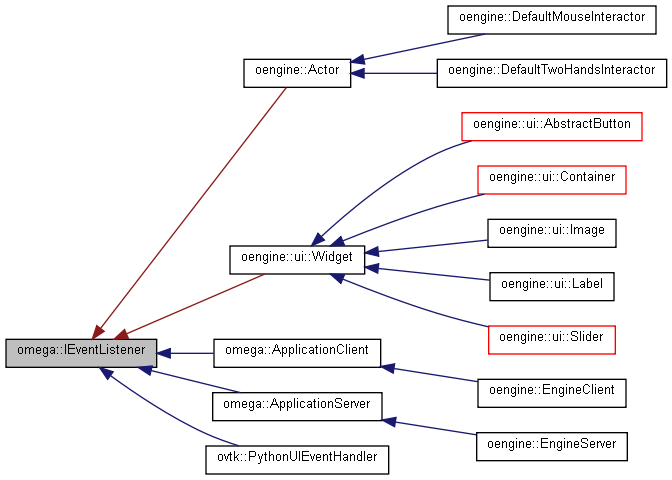 oengine::DefaultMouseInteractor
oengine::Actor
oengine::DefaultTwoHandsInteractor
oengine::ui::AbstractButton
oengine::ui::Container
oengine::ui::Image
oengine::ui::Widget
oengine::ui::Label
oengine::ui::Slider
omega::IEventListener
omega::ApplicationClient
oengine::EngineClient
omega::ApplicationServer
oengine::EngineServer
ovtk::PythonUIEventHandler